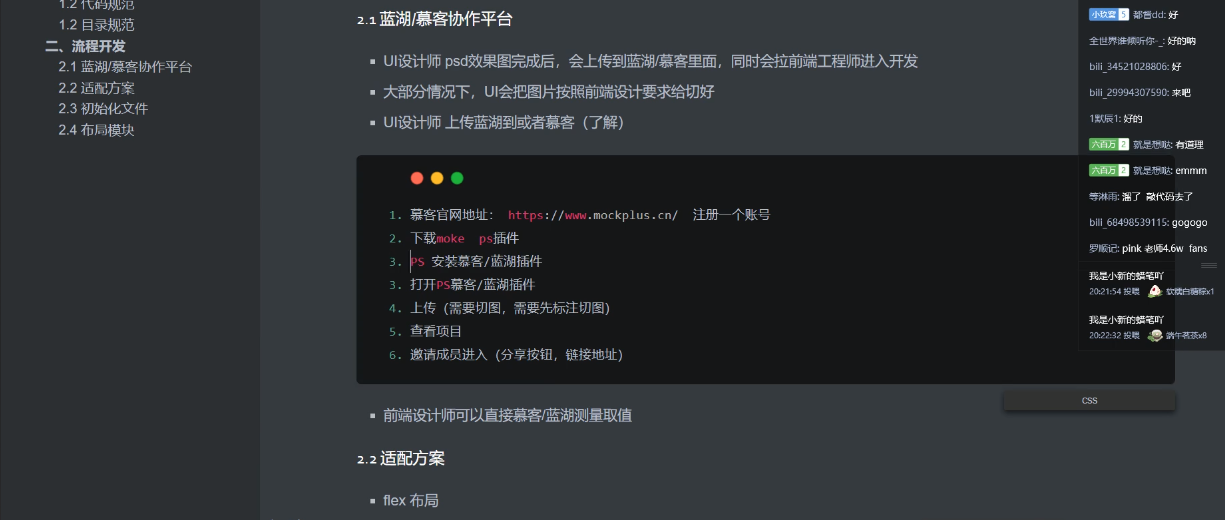 1.2 代码规范
1.2 目录规范
二、流程开发
2.1 蓝湖/慕客协作平台
2.2 适配方案
2.3 初始化文件
2.4 布局模块
2.1 蓝湖/慕客协作平台
UI设计师 psd效果图完成后，会上传到蓝湖/慕客里面，同时会拉前端工程师进入开发
大部分情况下，UI会把图片按照前端设计要求给切好
UI设计师 上传蓝湖到或者慕客（了解）
1. 慕客官网地址： https://www.mockplus.cn/ 注册一个账号
2. 下载moke ps插件
3. PS 安装慕客/蓝湖插件
3. 打开PS慕客/蓝湖插件
4. 上传（需要切图，需要先标注切图）
5. 查看项目
6. 邀请成员进入（分享按钮，链接地址）
CSS
前端设计师可以直接慕客/蓝湖测量取值
2.2 适配方案
flex 布局
小玖窝 5 都督dd: 好
全世界谁倾听你-_: 好的呐
bili_34521028806: 好
bili_29994307590: 来吧
1默辰1: 好的
六百万 2 就是想哒: 有道理
六百万 2 就是想哒: emmm
等淋雨: 溜了 敲代码去了
bili_68498539115: gogogo
罗顺记: pink 老师4.6w fans
我是小新的蜡笔吖
20:21:54 投喂 软糯白糖粽x1
我是小新的蜡笔吖
20:22:32 投喂 端午茗茶x8